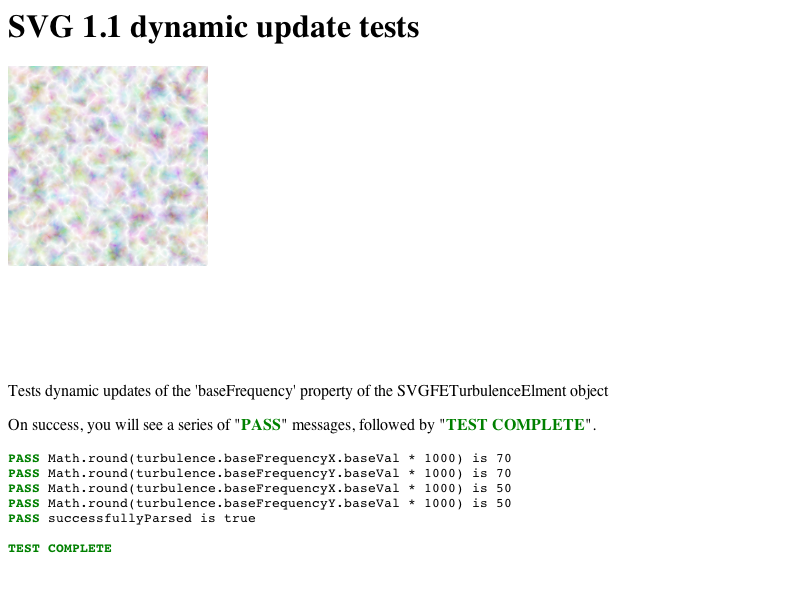 SVG 1.1 dynamic update tests
Tests dynamic updates of the 'baseFrequency' property of the SVGFETurbulenceElment object
On success, you will see a series of "PASS" messages, followed by "TEST COMPLETE".
PASS Math.round(turbulence.baseFrequencyX.baseVal * 1000) is 70
PASS Math.round(turbulence.baseFrequencyY.baseVal * 1000) is 70
PASS Math.round(turbulence.baseFrequencyX.baseVal * 1000) is 50
PASS Math.round(turbulence.baseFrequencyY.baseVal * 1000) is 50
PASS successfullyParsed is true
TEST COMPLETE